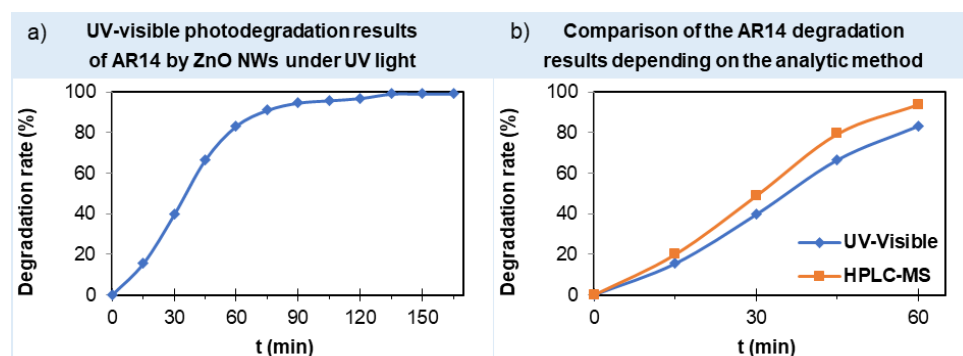 a)
UV-visible photodegradation results
of AR14 by ZnO NWs under UV light
Degradation rate (%)
100
80
60
40
20
0
0 30 60 90 120 150
t (min)
b)
Comparison of the AR14 degradation
results depending on the analytic method
Degradation rate (%)
100
80
60
40
20
0
UV-Visible
HPLC-MS
0 30 60
t (min)